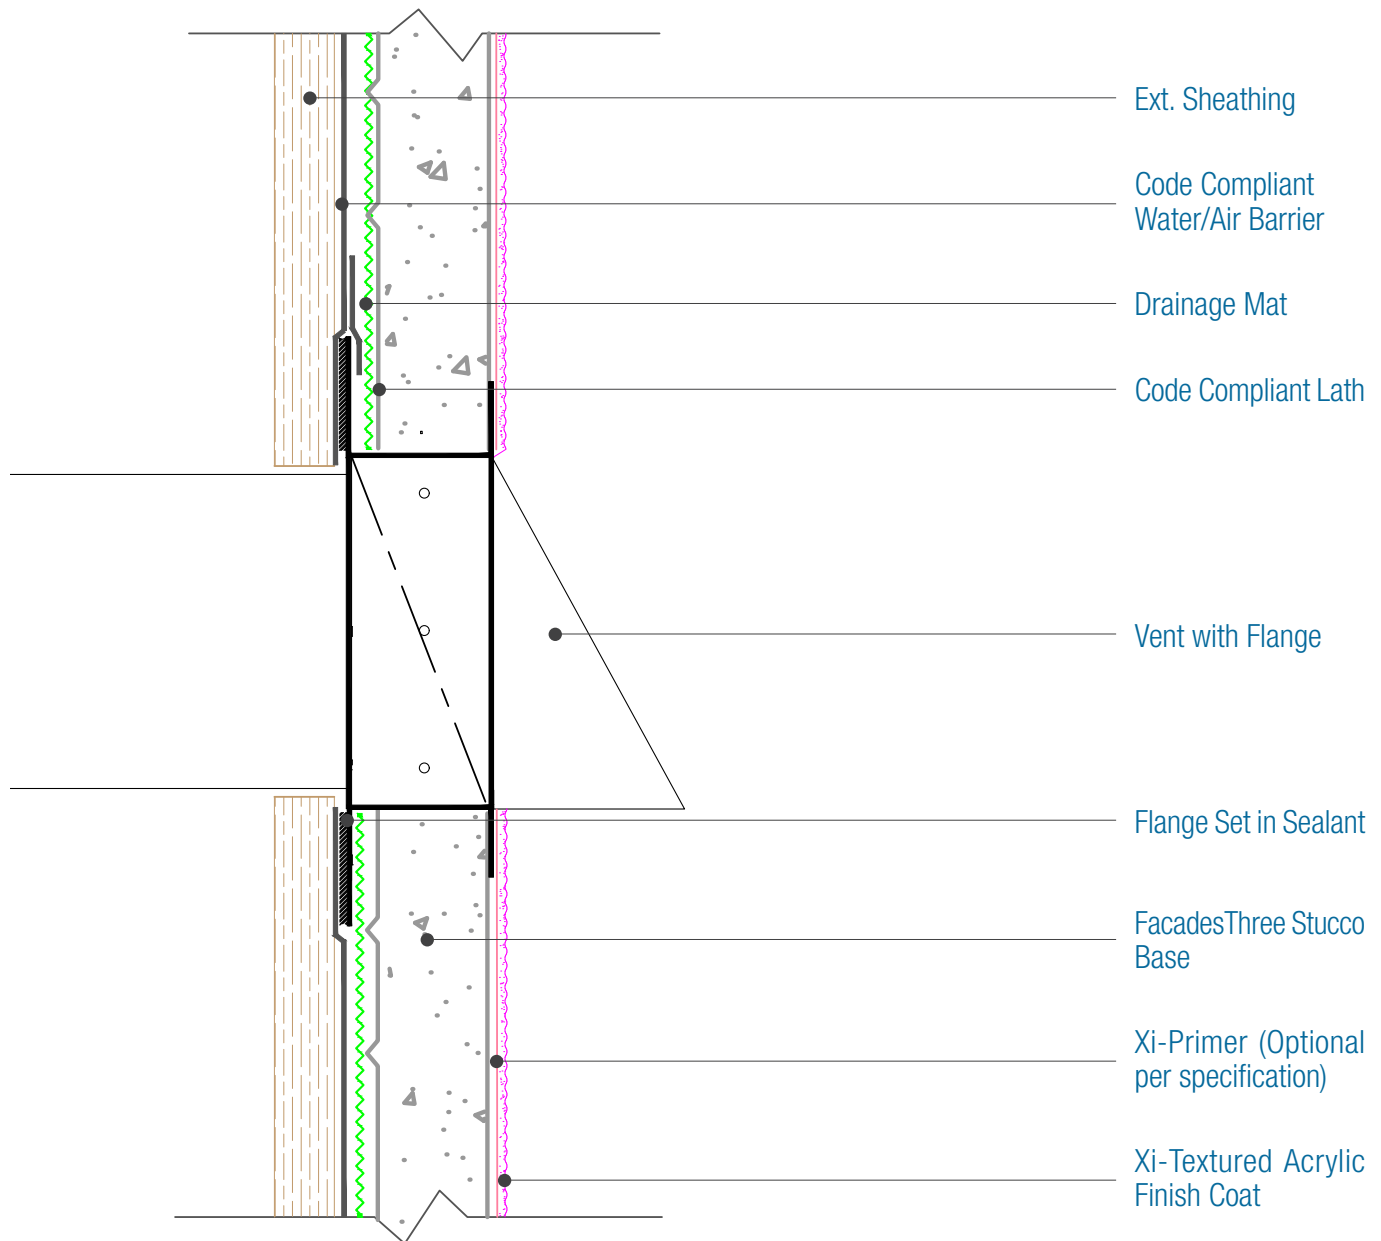 Ext. Sheathing
Code Compliant
Water/Air Barrier
Drainage Mat
Code Compliant Lath
Vent with Flange
Flange Set in Sealant
FacadesThree Stucco
Base
Xi-Primer (Optional
per specification)
Xi-Textured Acrylic
Finish Coat